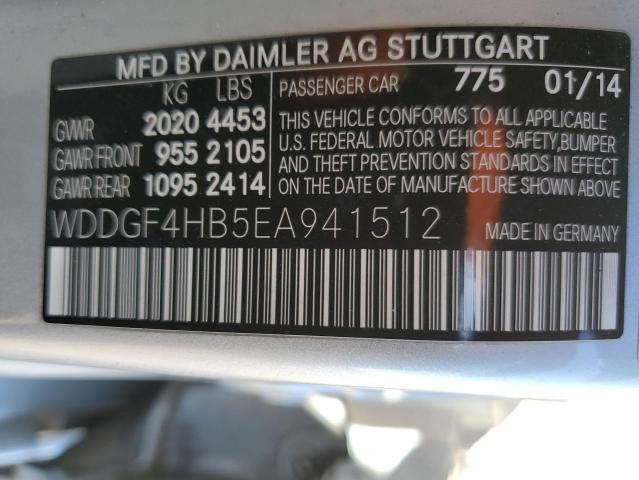 MFD BY DAIMLER AG STUTTGART
KG LBS
GVWR 2020 4453
GAWR FRONT 955 2105
GAWR REAR 1095 2414
PASSENGER CAR 775 01/14
THIS VEHICLE CONFORMS TO ALL APPLICABLE
U.S. FEDERAL MOTOR VEHICLE SAFETY,BUMPER
AND THEFT PREVENTION STANDARDS IN EFFECT
ON THE DATE OF MANUFACTURE SHOWN ABOVE
WDDGF4HB5EA941512
MADE IN GERMANY